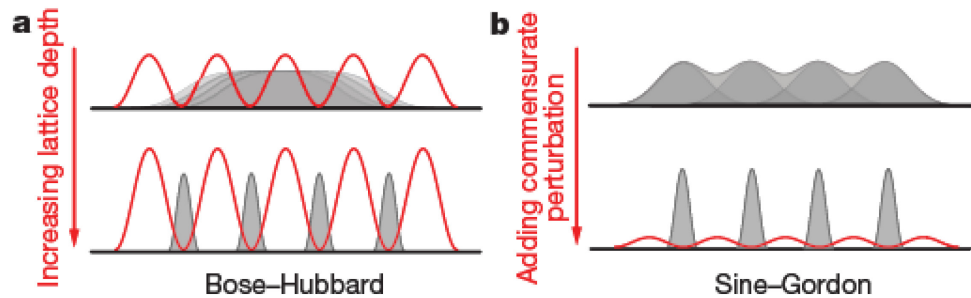 a
Increasing lattice depth
Bose–Hubbard
b
Adding commensurate
perturbation
Sine–Gordon